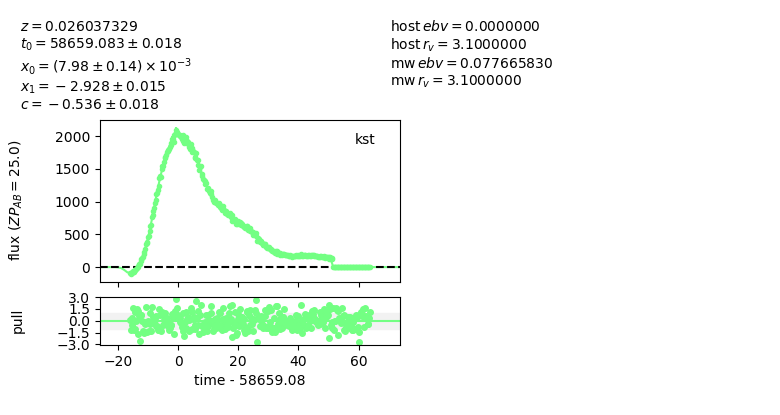 z = 0.026037329
t₀ = 58659.083 ± 0.018
x₀ = (7.98 ± 0.14) × 10⁻³
x₁ = −2.928 ± 0.015
c = −0.536 ± 0.018
host ebv = 0.0000000
host r_v = 3.1000000
mw ebv = 0.077665830
mw r_v = 3.1000000
flux (ZP_AB = 25.0)
2000
1500
1000
500
0
kst
pull
3.0
1.5
0.0
−1.5
−3.0
−20 0 20 40 60
time - 58659.08